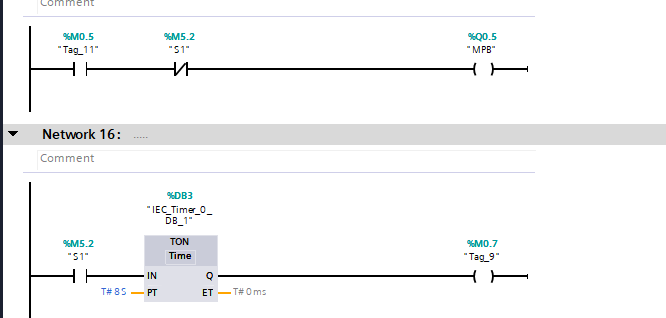 Comment
%M0.5
"Tag_11"
%M5.2
"S1"
%Q0.5
"MPB"
Network 16: .....
Comment
%DB3
"IEC_Timer_0_
DB_1"
%M5.2
"S1"
TON
Time
%M0.7
"Tag_9"
IN Q
T#8S PT ET T#0ms